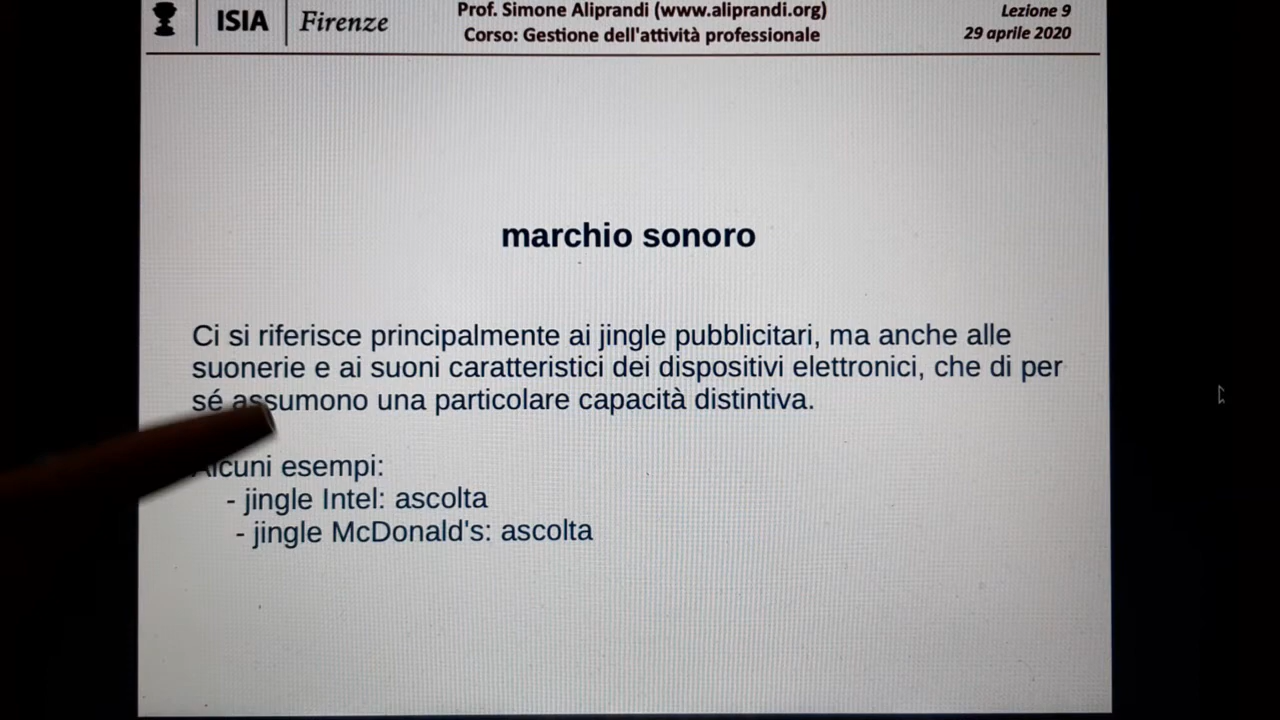 ISIA Firenze
Prof. Simone Aliprandi (www.aliprandi.org)
Corso: Gestione dell'attività professionale
Lezione 9
29 aprile 2020
marchio sonoro
Ci si riferisce principalmente ai jingle pubblicitari, ma anche alle
suonerie e ai suoni caratteristici dei dispositivi elettronici, che di per
sé assumono una particolare capacità distintiva.
Alcuni esempi:
- jingle Intel: ascolta
- jingle McDonald's: ascolta